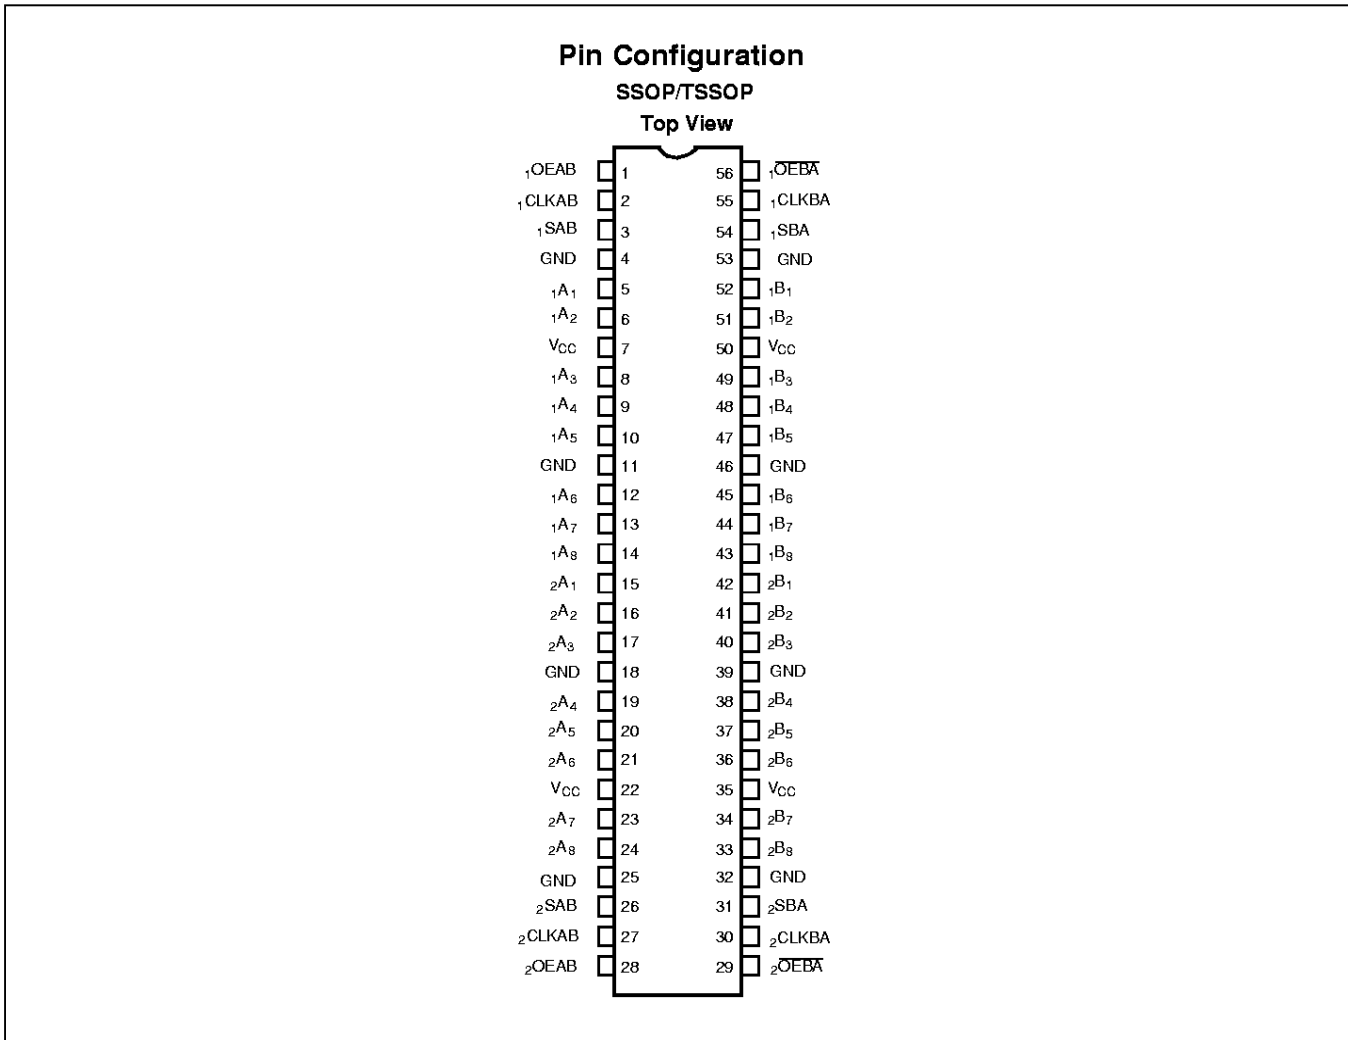 Pin Configuration
SSOP/TSSOP
Top View
₁OEAB 1 56 ₁O̅E̅B̅A̅
₁CLKAB 2 55 ₁CLKBA
₁SAB 3 54 ₁SBA
GND 4 53 GND
₁A₁ 5 52 ₁B₁
₁A₂ 6 51 ₁B₂
VCC 7 50 VCC
₁A₃ 8 49 ₁B₃
₁A₄ 9 48 ₁B₄
₁A₅ 10 47 ₁B₅
GND 11 46 GND
₁A₆ 12 45 ₁B₆
₁A₇ 13 44 ₁B₇
₁A₈ 14 43 ₁B₈
₂A₁ 15 42 ₂B₁
₂A₂ 16 41 ₂B₂
₂A₃ 17 40 ₂B₃
GND 18 39 GND
₂A₄ 19 38 ₂B₄
₂A₅ 20 37 ₂B₅
₂A₆ 21 36 ₂B₆
VCC 22 35 VCC
₂A₇ 23 34 ₂B₇
₂A₈ 24 33 ₂B₈
GND 25 32 GND
₂SAB 26 31 ₂SBA
₂CLKAB 27 30 ₂CLKBA
₂OEAB 28 29 ₂O̅E̅B̅A̅